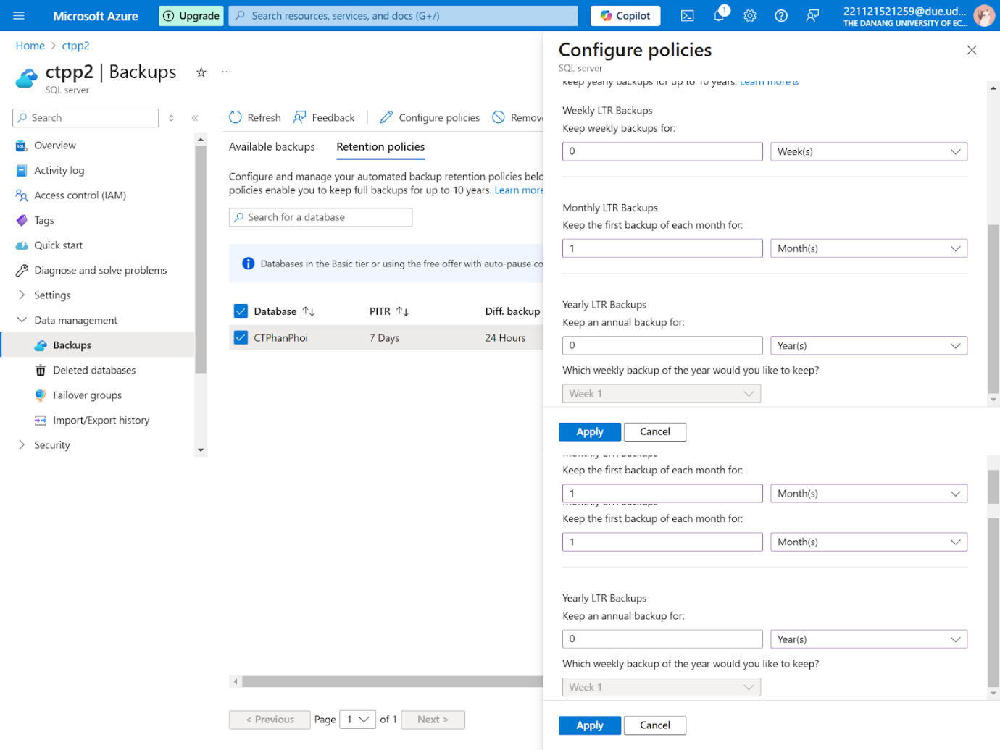 Microsoft Azure
Upgrade
Search resources, services, and docs (G+/)
Copilot
1
221121521259@due.ud...
THE DANANG UNIVERSITY OF EC...
Home > ctpp2
ctpp2 | Backups
SQL server
Search
Overview
Activity log
Access control (IAM)
Tags
Quick start
Diagnose and solve problems
Settings
Data management
Backups
Deleted databases
Failover groups
Import/Export history
Security
Refresh
Feedback
Configure policies
Remove
Available backups
Retention policies
Configure and manage your automated backup retention policies belo
policies enable you to keep full backups for up to 10 years. Learn more
Search for a database
Databases in the Basic tier or using the free offer with auto-pause co
Database
PITR
Diff. backup
CTPhanPhoi
7 Days
24 Hours
< Previous
Page
1
of 1
Next >
Configure policies
SQL server
keep yearly backups for up to 10 years. Learn more
Weekly LTR Backups
Keep weekly backups for:
0
Week(s)
Monthly LTR Backups
Keep the first backup of each month for:
1
Month(s)
Yearly LTR Backups
Keep an annual backup for:
0
Year(s)
Which weekly backup of the year would you like to keep?
Week 1
Apply
Cancel
Monthly LTR Backups
Keep the first backup of each month for:
1
Month(s)
Monthly LTR Backups
Keep the first backup of each month for:
1
Month(s)
Yearly LTR Backups
Keep an annual backup for:
0
Year(s)
Which weekly backup of the year would you like to keep?
Week 1
Apply
Cancel